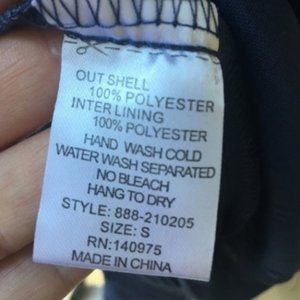 OUT SHELL
100% POLYESTER
INTER LINING
100% POLYESTER
HAND WASH COLD
WATER WASH SEPARATED
NO BLEACH
HANG TO DRY
STYLE: 888-210205
SIZE: S
RN:140975
MADE IN CHINA